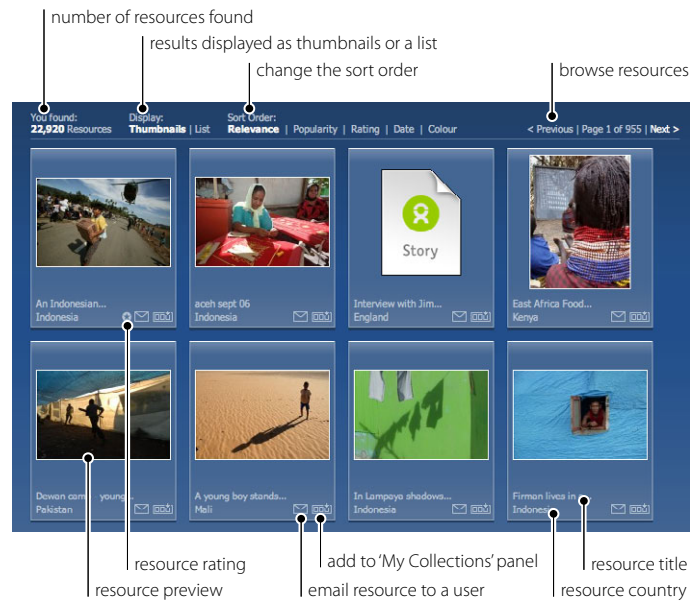 number of resources found
results displayed as thumbnails or a list
change the sort order
browse resources
You found:
22,920 Resources
Display:
Thumbnails | List
Sort Order:
Relevance | Popularity | Rating | Date | Colour
< Previous | Page 1 of 955 | Next >
An Indonesian...
Indonesia
aceh sept 06
Indonesia
Story
Interview with Jim...
England
East Africa Food...
Kenya
Dewan cam young...
Pakistan
A young boy stands...
Mali
In Lampaya shadows...
Indonesia
Firman lives in
Indones
resource rating
add to 'My Collections' panel
resource title
resource preview
email resource to a user
resource country